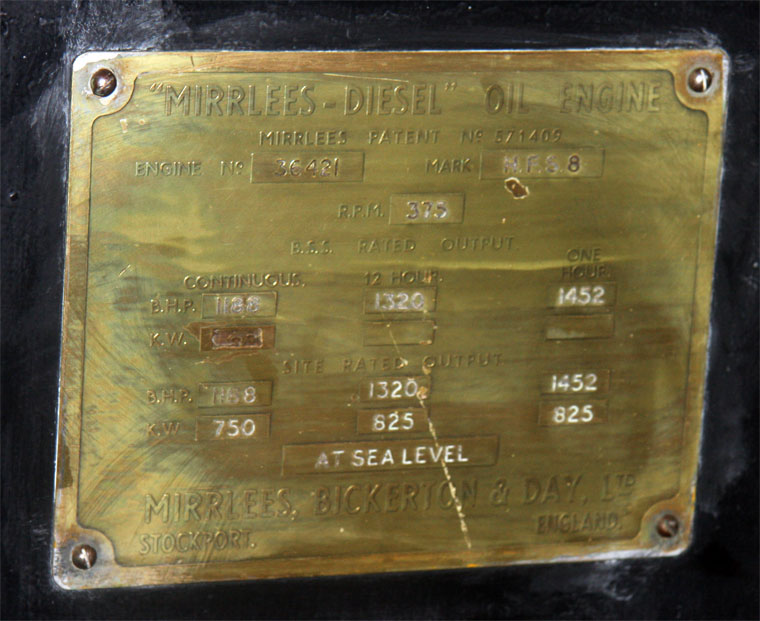 "MIRRLEES-DIESEL" OIL ENGINE
MIRRLEES PATENT Nº 571409
ENGINE Nº 36421 MARK H.F.S.8
R.P.M. 375
B.S.S. RATED OUTPUT.
CONTINUOUS. 12 HOUR. ONE HOUR.
B.H.P. 1188 1320 1452
K.W.
SITE RATED OUTPUT
B.H.P. 1188 1320 1452
K.W. 750 825 825
AT SEA LEVEL
MIRRLEES, BICKERTON & DAY, LTD
STOCKPORT. ENGLAND.